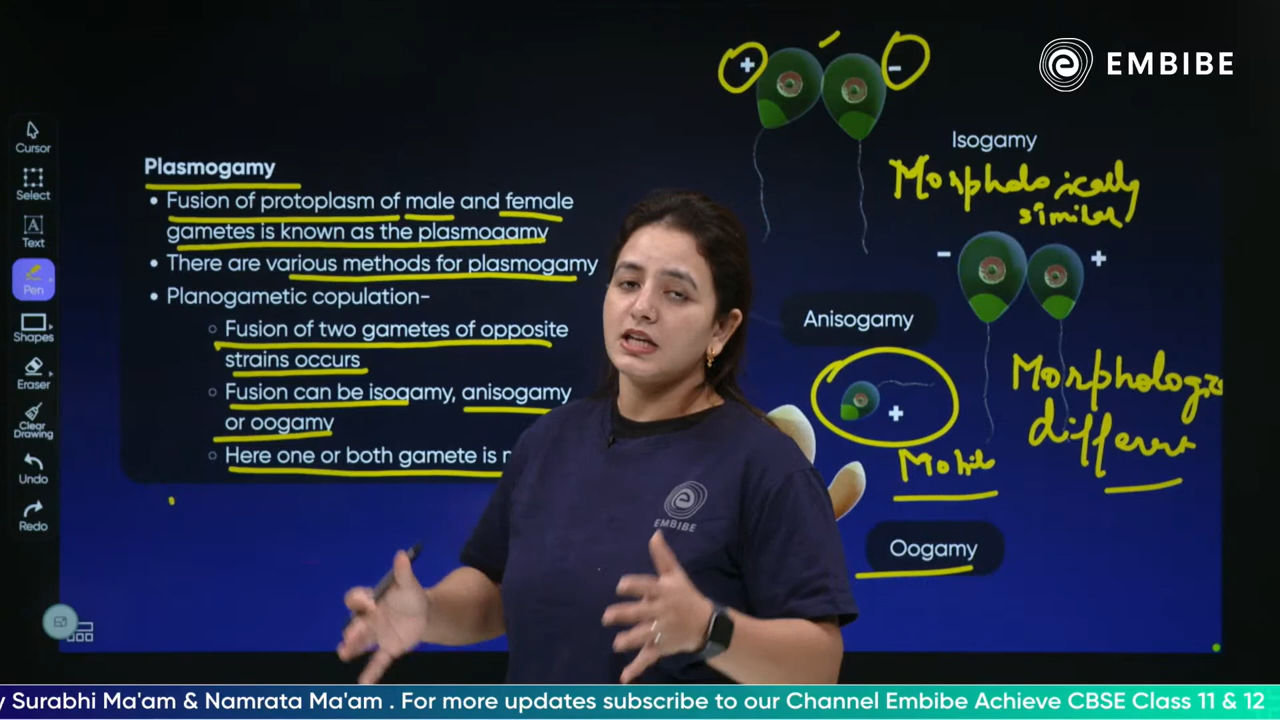 EMBIBE
+
-
Isogamy
Morphologically
similar
Cursor
Select
Text
Pen
Shapes
Eraser
Clear
Drawing
Undo
Redo
Plasmogamy
• Fusion of protoplasm of male and female
gametes is known as the plasmogamy
• There are various methods for plasmogamy
• Planogametic copulation-
◦ Fusion of two gametes of opposite
strains occurs
◦ Fusion can be isogamy, anisogamy
or oogamy
◦ Here one or both gamete is
- +
Anisogamy
different
+
Motile
Oogamy
EMBIBE
Surabhi Ma'am & Namrata Ma'am . For more updates subscribe to our Channel Embibe Achieve CBSE Class 11 & 12